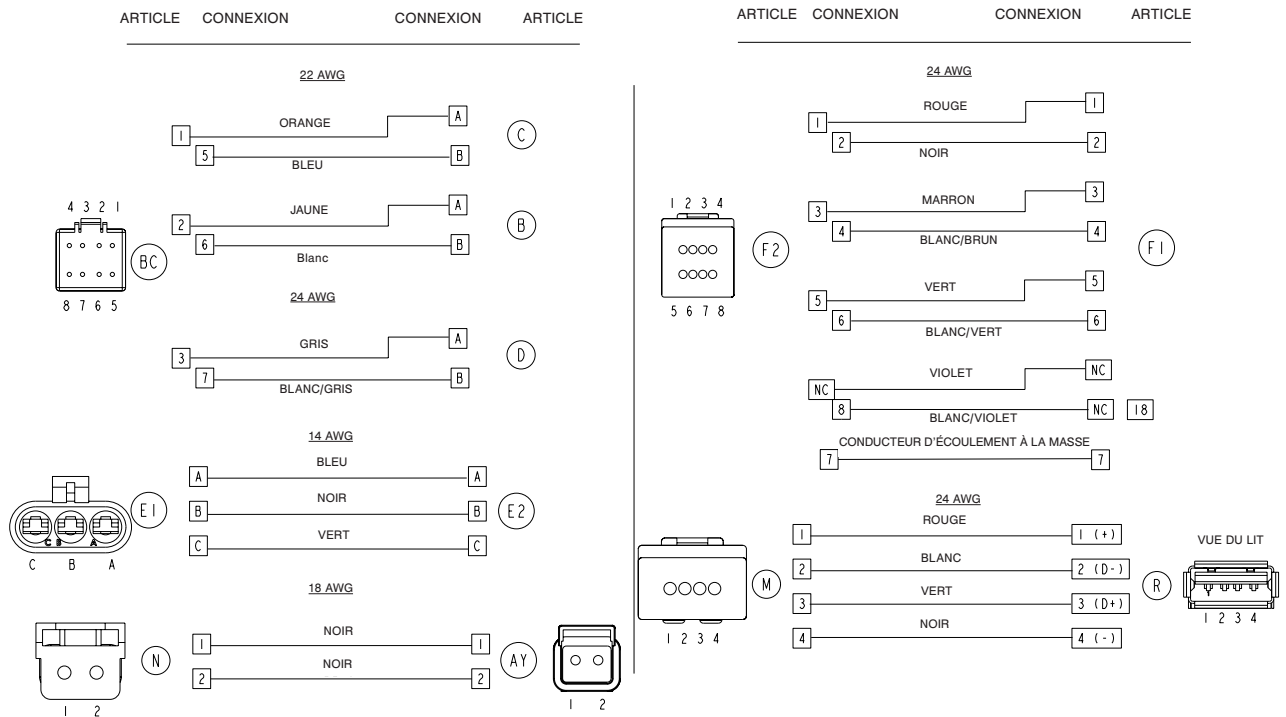 ARTICLE CONNEXION CONNEXION ARTICLE
22 AWG
ORANGE
1 A
5 B
BLEU
C
4 3 2 1
JAUNE
2 A
6 B
Blanc
B
BC
8 7 6 5
24 AWG
GRIS
3 A
7 B
BLANC/GRIS
D
14 AWG
BLEU
A A
NOIR
E1 B B E2
VERT
C C
C B A
C B A
18 AWG
NOIR
1 1
N AY
NOIR
2 2
1 2
1 2
ARTICLE CONNEXION CONNEXION ARTICLE
24 AWG
ROUGE
1 1
2 2
NOIR
MARRON
3 3
1 2 3 4
4 4
BLANC/BRUN
F2 F1
5 6 7 8
VERT
5 5
6 6
BLANC/VERT
VIOLET
NC NC
8 NC 18
BLANC/VIOLET
CONDUCTEUR D'ÉCOULEMENT À LA MASSE
7 7
24 AWG
ROUGE
1 1 (+)
BLANC
VUE DU LIT
2 2 (D-)
M R
VERT
3 3 (D+)
NOIR
4 4 (-)
1 2 3 4
1 2 3 4